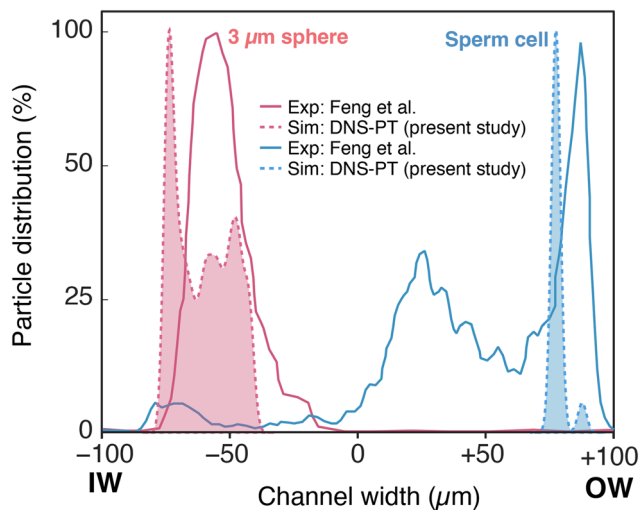 3 µm sphere
Sperm cell
Exp: Feng et al.
Sim: DNS-PT (present study)
Exp: Feng et al.
Sim: DNS-PT (present study)
Particle distribution (%)
100
50
25
0
−100
−50
0
+50
+100
IW
Channel width (µm)
OW